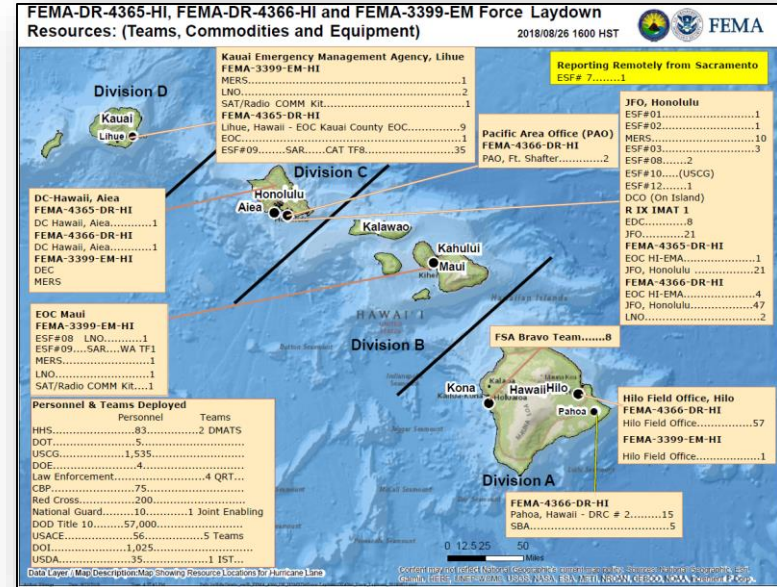 FEMA-DR-4365-HI, FEMA-DR-4366-HI and FEMA-3399-EM Force Laydown
Resources: (Teams, Commodities and Equipment)
2018/08/26 1600 HST
FEMA
Kauai Emergency Management Agency, Lihue
FEMA-3399-EM-HI
MERS.....1
LNO.....2
SAT/Radio COMM Kit.....1
FEMA-4365-DR-HI
Lihue, Hawaii - EOC Kauai County EOC.....9
EOC.....1
ESF#09.....SAR.....CAT TF8.....35
Reporting Remotely from Sacramento
ESF# 7.....1
JFO, Honolulu
ESF#01.....1
ESF#02.....1
MERS.....10
ESF#03.....3
ESF#08......2
ESF#10.....(USCG)
ESF#12.......1
DCO (On Island)
R IX IMAT 1
EDC.....8
JFO.....21
FEMA-4365-DR-HI
EOC HI-EMA.....1
JFO, Honolulu .....21
FEMA-4366-DR-HI
EOC HI-EMA.....4
JFO, Honolulu.....47
LNO.....2
Pacific Area Office (PAO)
FEMA-4366-DR-HI
PAO, Ft. Shafter.....2
Division D
Kauai
Lihue
Division C
Honolulu
Aiea
Kalawao
Kahului
Maui
Kihei
DC-Hawaii, Aiea
FEMA-4365-DR-HI
DC Hawaii, Aiea.....1
FEMA-4366-DR-HI
DC Hawaii, Aiea.....1
FEMA-3399-EM-HI
DEC
MERS
HAWAI'I
Hawaiian Islands
Division B
EOC Maui
FEMA-3399-EM-HI
ESF#08 LNO.....1
ESF#09....SAR....WA TF1
MERS.....1
LNO.....1
SAT/Radio COMM Kit....1
FSA Bravo Team.......8
Kona
Hawaii
Hilo
Holualoa
Pahoa
Division A
Hilo Field Office, Hilo
FEMA-4366-DR-HI
Hilo Field Office.....57
FEMA-3399-EM-HI
Hilo Field Office.....1
FEMA-4366-DR-HI
Pahoa, Hawaii - DRC # 2.....15
SBA.....5
Personnel & Teams Deployed
Personnel Teams
HHS.....83.....2 DMATS
DOT.....5
USCG.....1,535
DOE.....4
Law Enforcement.....4 QRT...
CBP.....75
Red Cross.....200
National Guard.....10.....1 Joint Enabling
DOD Title 10.....57,000
USACE.....56.....5 Teams
DOI.....1,025
USDA.....35.....1 IST...
0 12.5 25 50
Miles
Data Layer / Map Description:Map Showing Resource Locations for Hurricane Lane